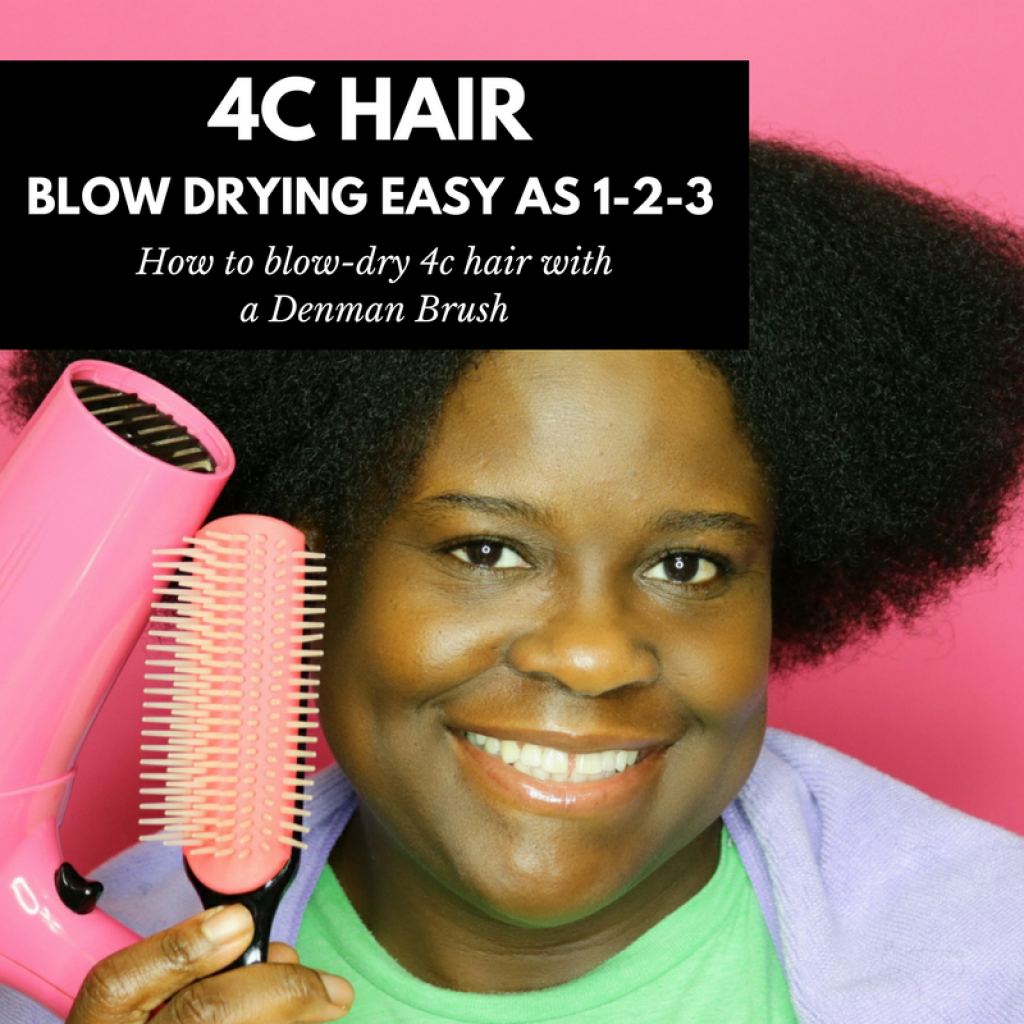 4C HAIR
BLOW DRYING EASY AS 1-2-3
How to blow-dry 4c hair with
a Denman Brush